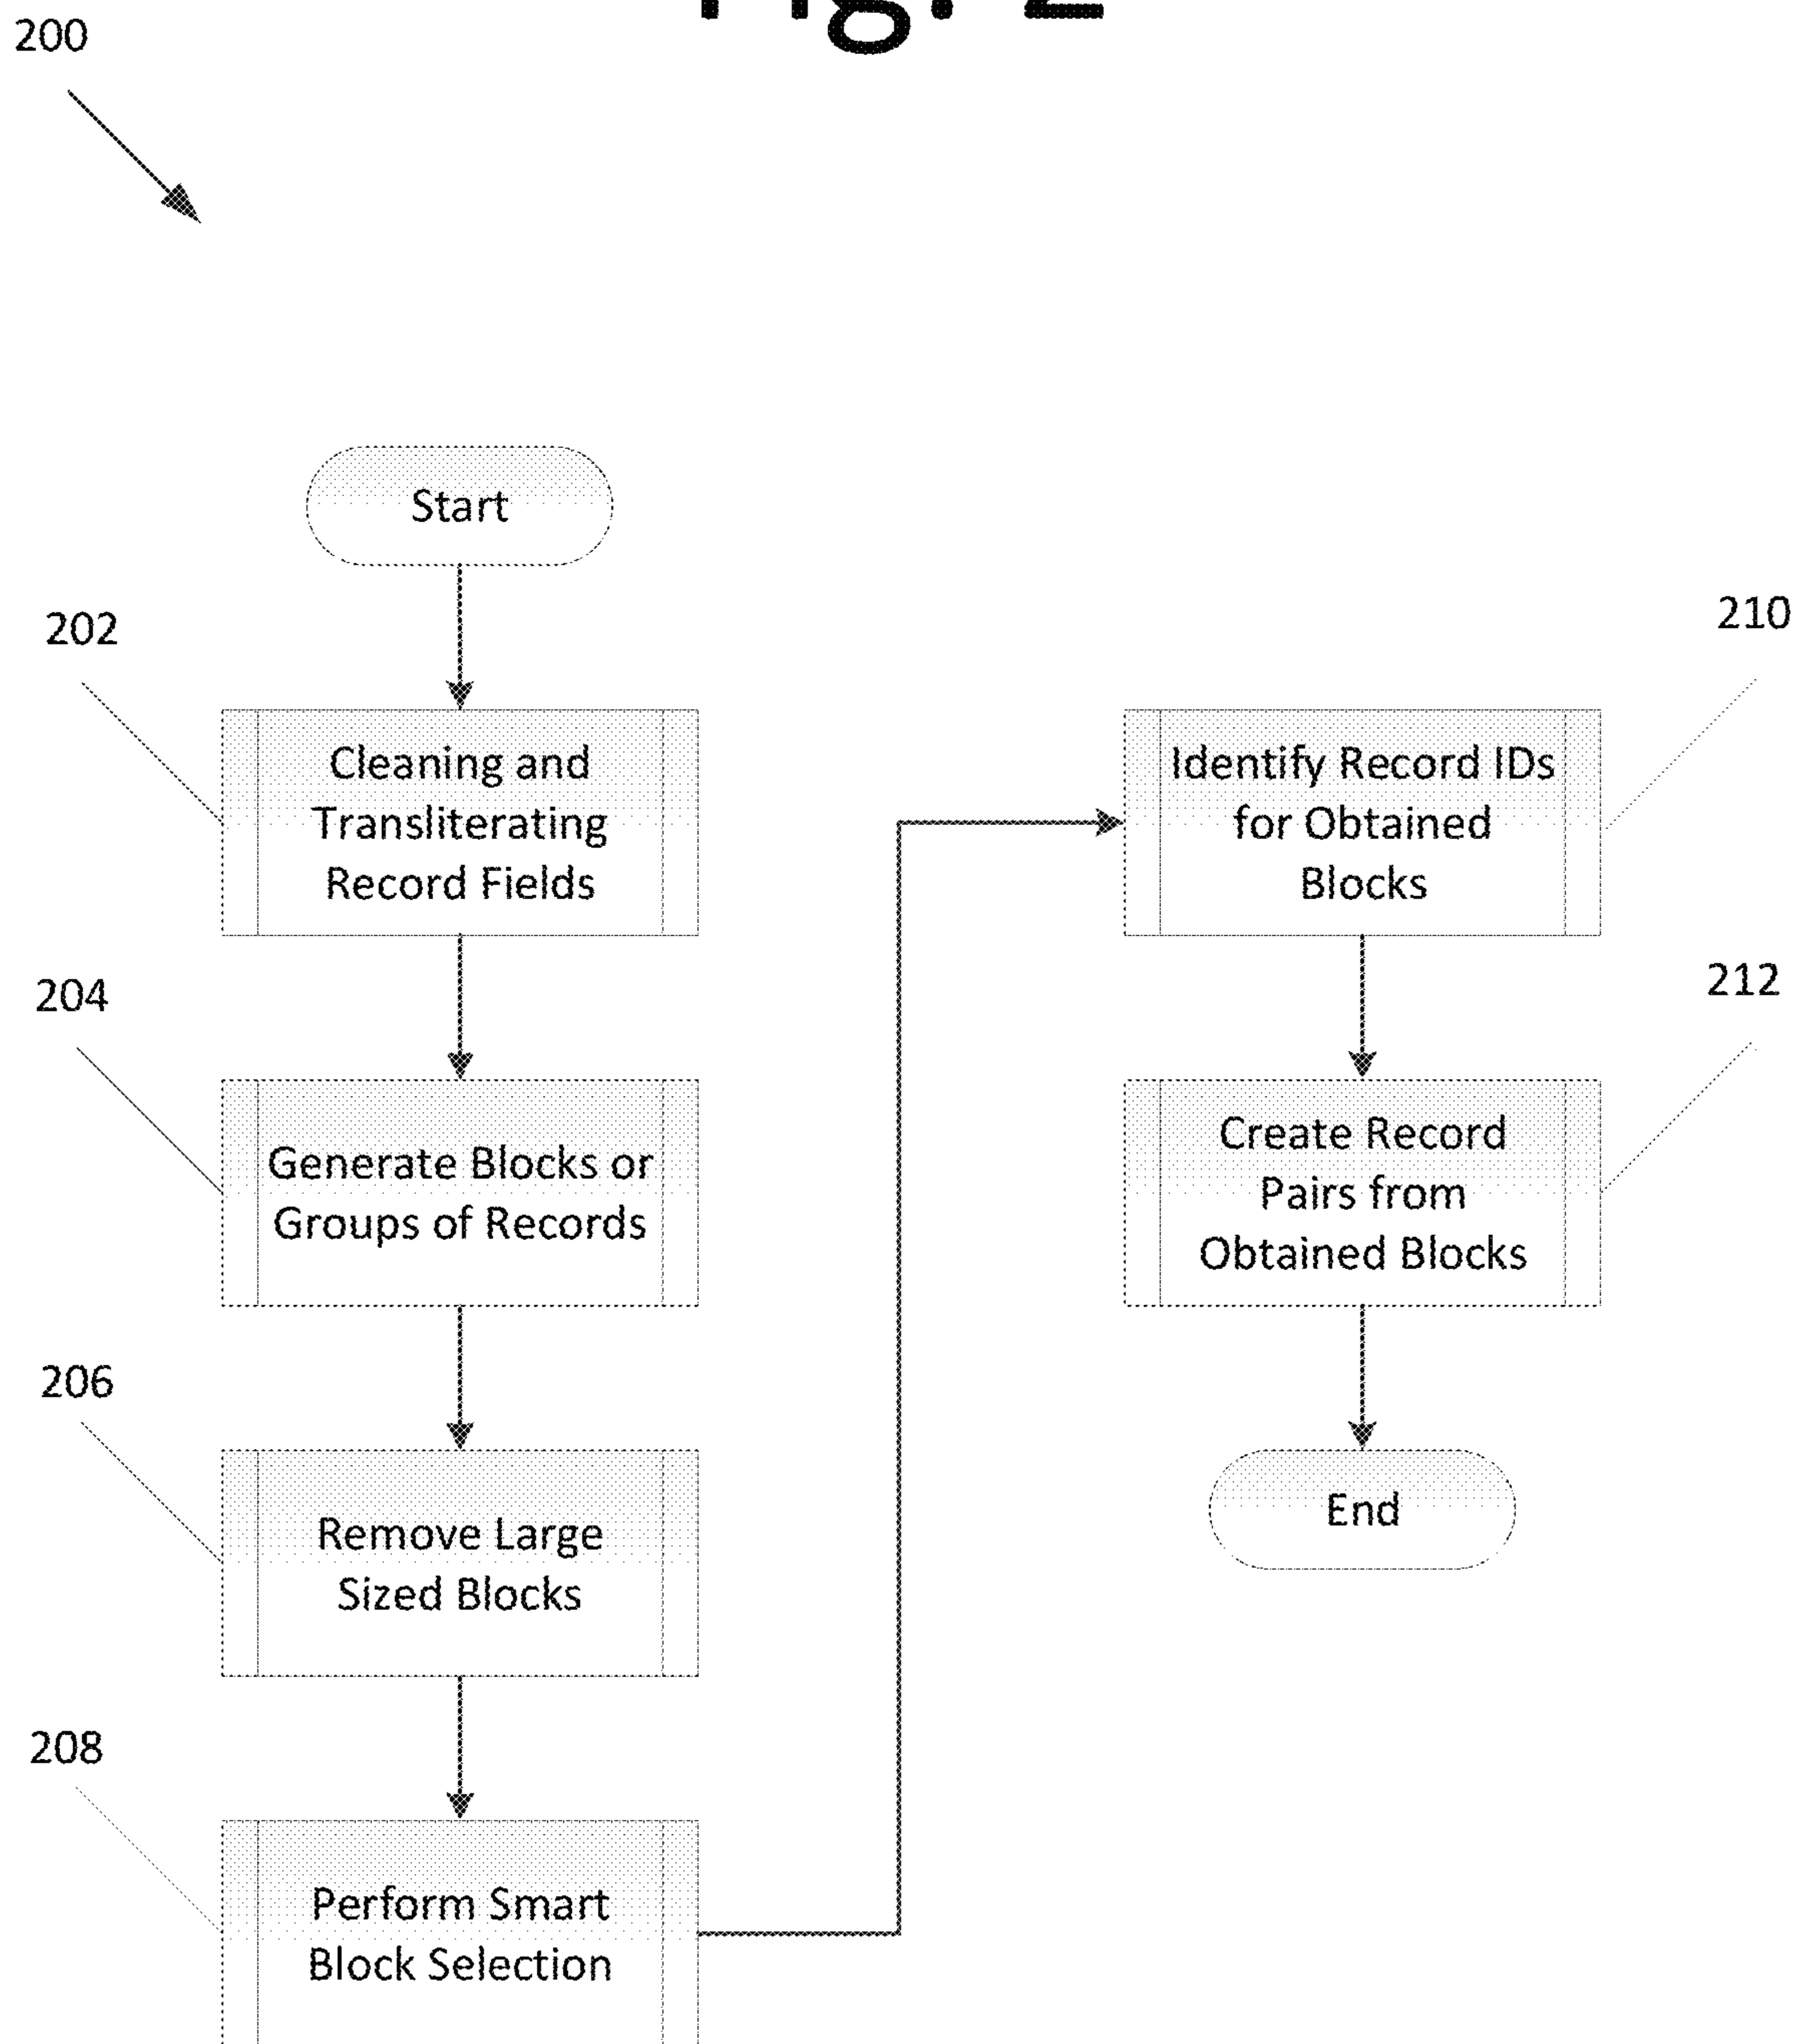 Fig. 2
200
Start
202
Cleaning and
Transliterating
Record Fields
204
Generate Blocks or
Groups of Records
206
Remove Large
Sized Blocks
208
Perform Smart
Block Selection
210
Identify Record IDs
for Obtained
Blocks
212
Create Record
Pairs from
Obtained Blocks
End